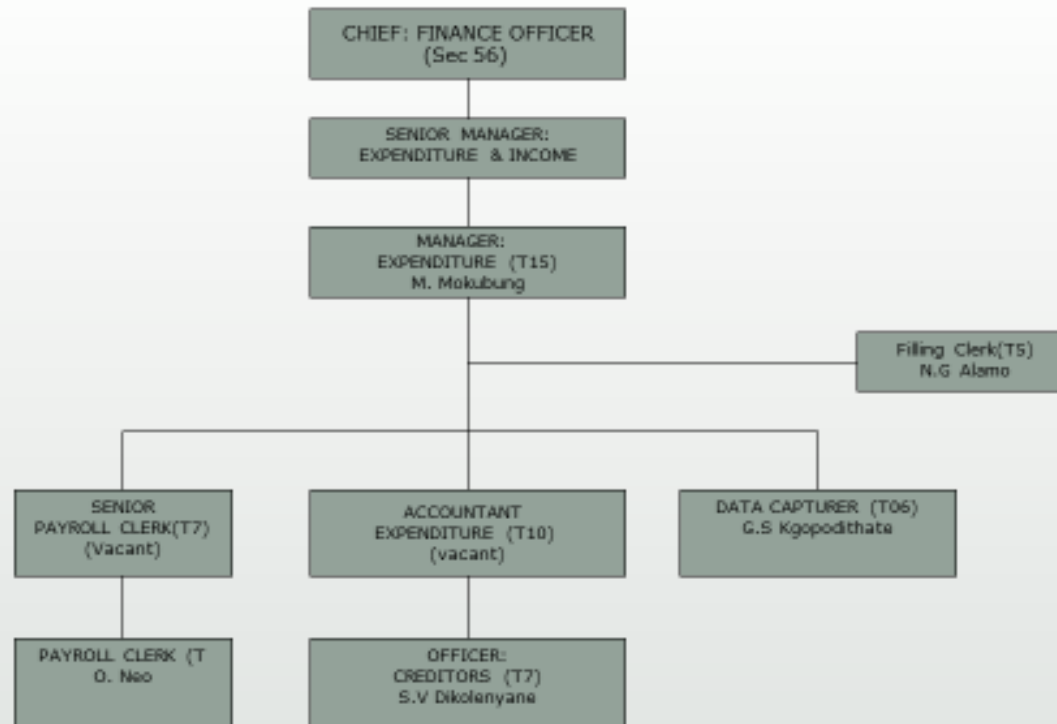 CHIEF: FINANCE OFFICER
(Sec 56)
SENIOR MANAGER:
EXPENDITURE & INCOME
MANAGER:
EXPENDITURE (T15)
M. Mokubung
Filling Clerk(T5)
N.G Alamo
SENIOR
PAYROLL CLERK(T7)
(Vacant)
ACCOUNTANT
EXPENDITURE (T10)
(vacant)
DATA CAPTURER (T06)
G.S Kgopodithate
PAYROLL CLERK (T
O. Neo
OFFICER:
CREDITORS (T7)
S.V Dikolenyane